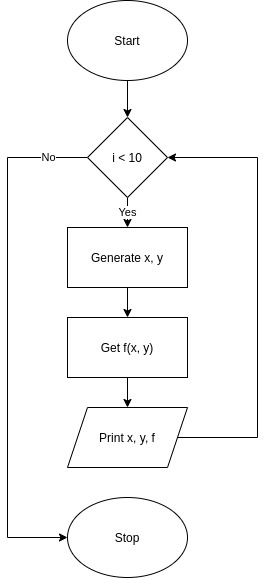 Start
i < 10
No
Yes
Generate x, y
Get f(x, y)
Print x, y, f
Stop